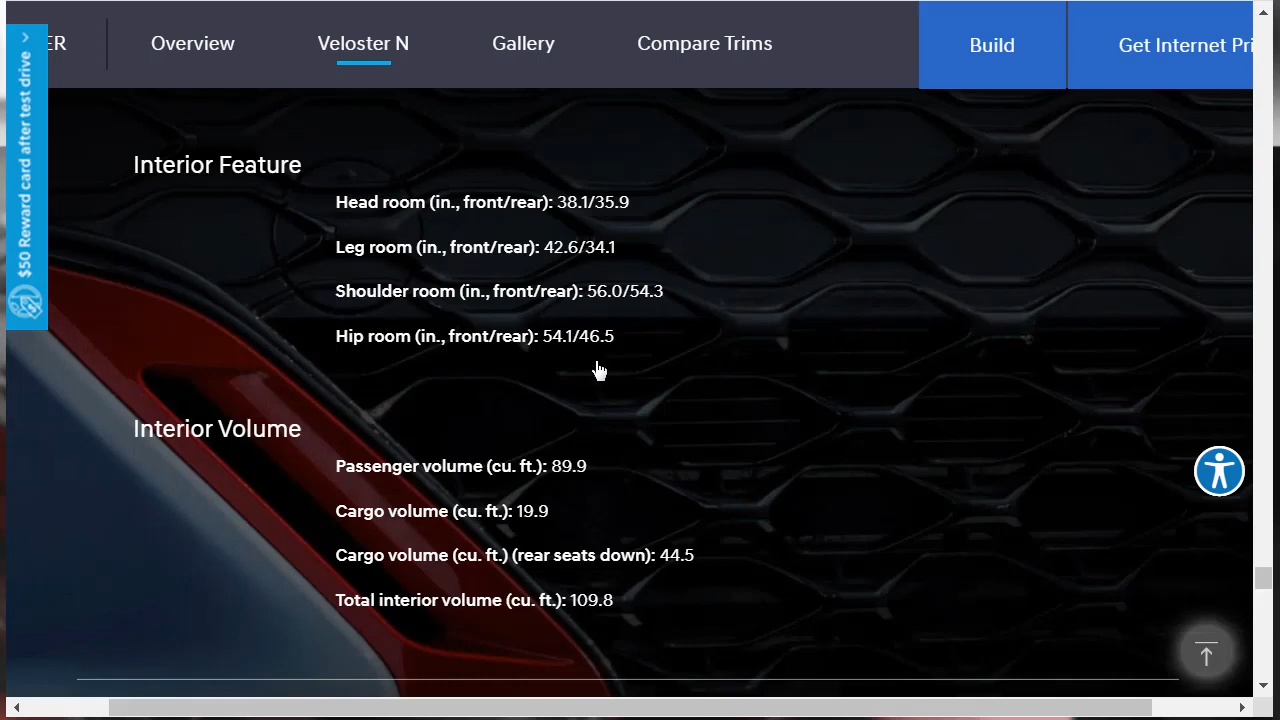 ER
Overview
Veloster N
Gallery
Compare Trims
Build
Get Internet Pri
$50 Reward card after test drive
Interior Feature
Head room (in., front/rear): 38.1/35.9
Leg room (in., front/rear): 42.6/34.1
Shoulder room (in., front/rear): 56.0/54.3
Hip room (in., front/rear): 54.1/46.5
Interior Volume
Passenger volume (cu. ft.): 89.9
Cargo volume (cu. ft.): 19.9
Cargo volume (cu. ft.) (rear seats down): 44.5
Total interior volume (cu. ft.): 109.8